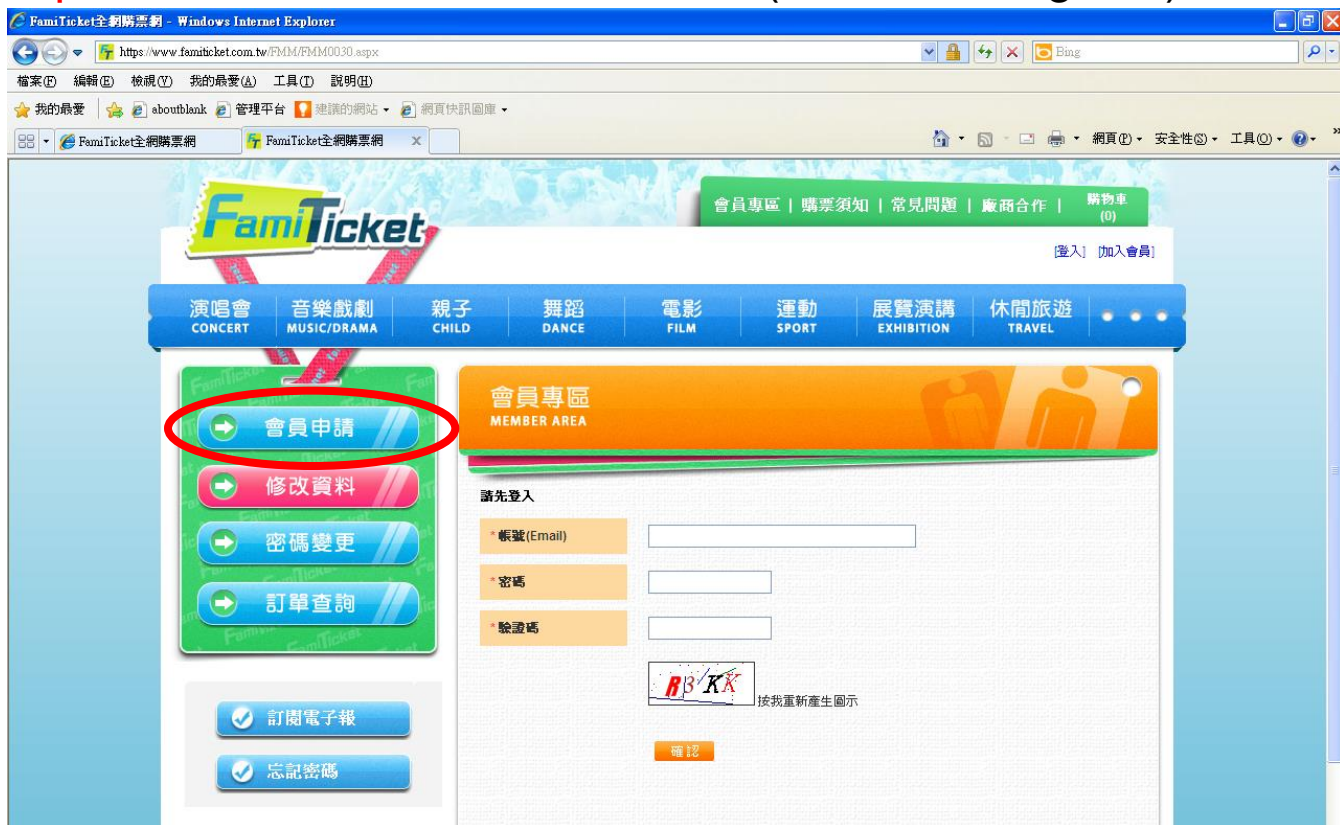 FamiTicket全網購票網 - Windows Internet Explorer
https://www.famiticket.com.tw/FMM/FMM0030.aspx
Bing
檔案(F) 編輯(E) 檢視(V) 我的最愛(A) 工具(T) 說明(H)
我的最愛 aboutblank 管理平台 建議的網站 網頁快訊圖庫
FamiTicket全網購票網 FamiTicket全網購票網 X 網頁(P) 安全性(S) 工具(O)
FamiTicket
會員專區 | 購票須知 | 常見問題 | 廠商合作 | 購物車
(0)
[登入] [加入會員]
演唱會 音樂戲劇 親子 舞蹈 電影 運動 展覽演講 休閒旅遊
CONCERT MUSIC/DRAMA CHILD DANCE FILM SPORT EXHIBITION TRAVEL
會員申請
修改資料
密碼變更
訂單查詢
訂閱電子報
忘記密碼
會員專區
MEMBER AREA
請先登入
*帳號(Email)
*密碼
*驗證碼
R3KX
按我重新產生圖示
確認